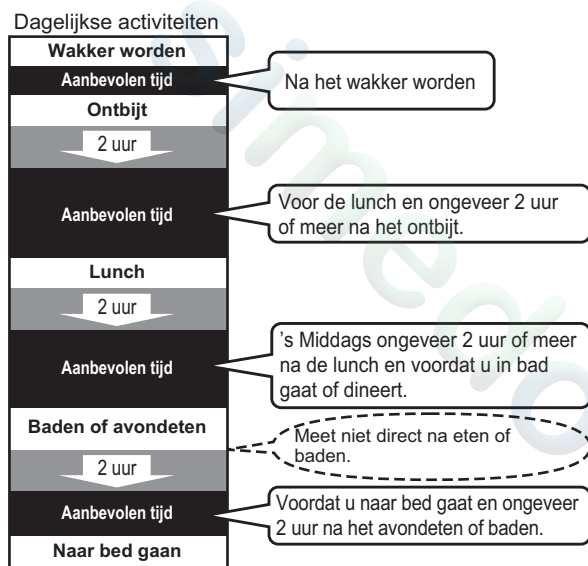 Dagelijkse activiteiten
Wakker worden
Aanbevolen tijd
Na het wakker worden
Ontbijt
2 uur
Aanbevolen tijd
Voor de lunch en ongeveer 2 uur
of meer na het ontbijt.
Lunch
2 uur
Aanbevolen tijd
's Middags ongeveer 2 uur of meer
na de lunch en voordat u in bad
gaat of dineert.
Baden of avondeten
Meet niet direct na eten of
baden.
2 uur
Aanbevolen tijd
Voordat u naar bed gaat en ongeveer
2 uur na het avondeten of baden.
Naar bed gaan